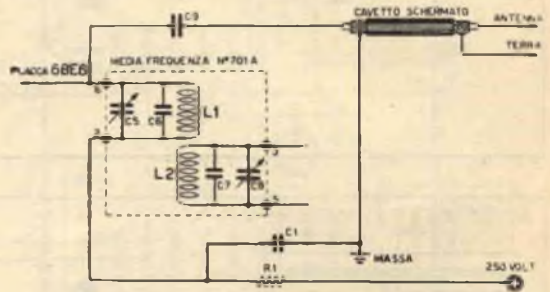 C9
CAVETTO SCHERMATO
ANTENNA
TERRA
MEDIA FREQUENZA N° 701 A
PLACCA 6BE6
C5
C6
L1
L2
C7
C8
5
C1
MASSA
R1
250 VOLT